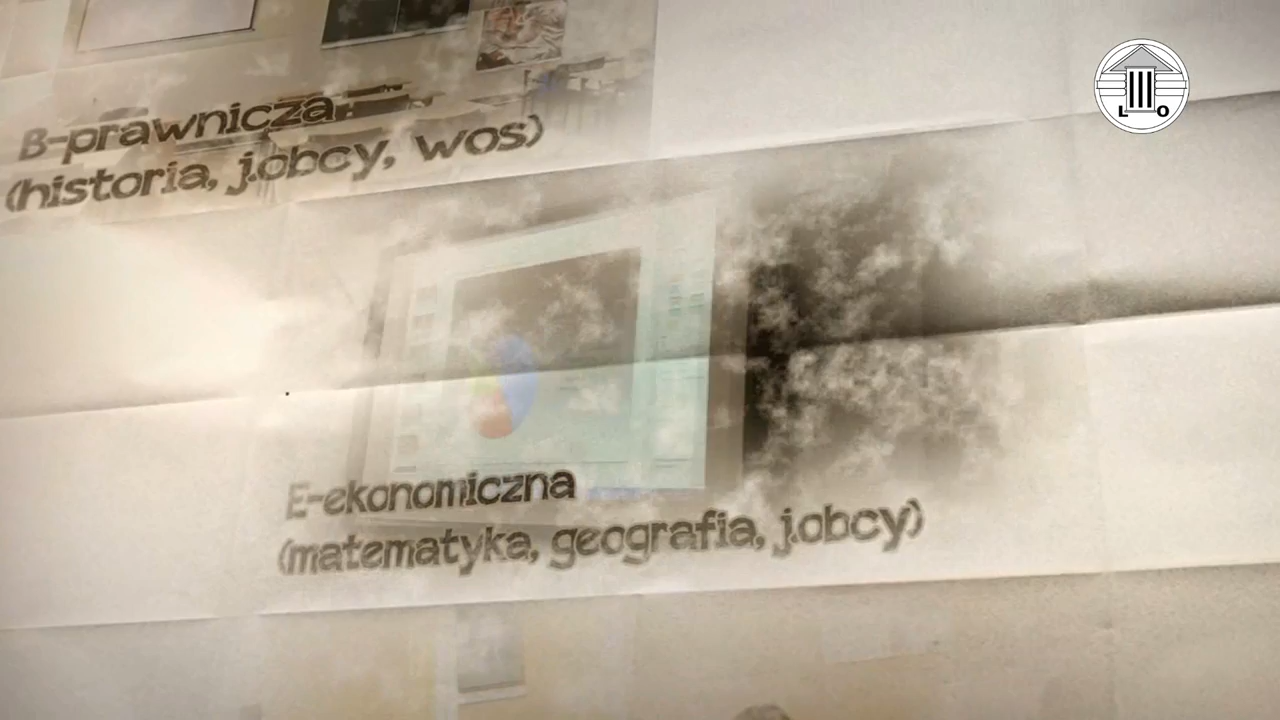 B-prawnicza
(historia, j.obcy, wos)
E-ekonomiczna
(matematyka, geografia, j.obcy)
L O